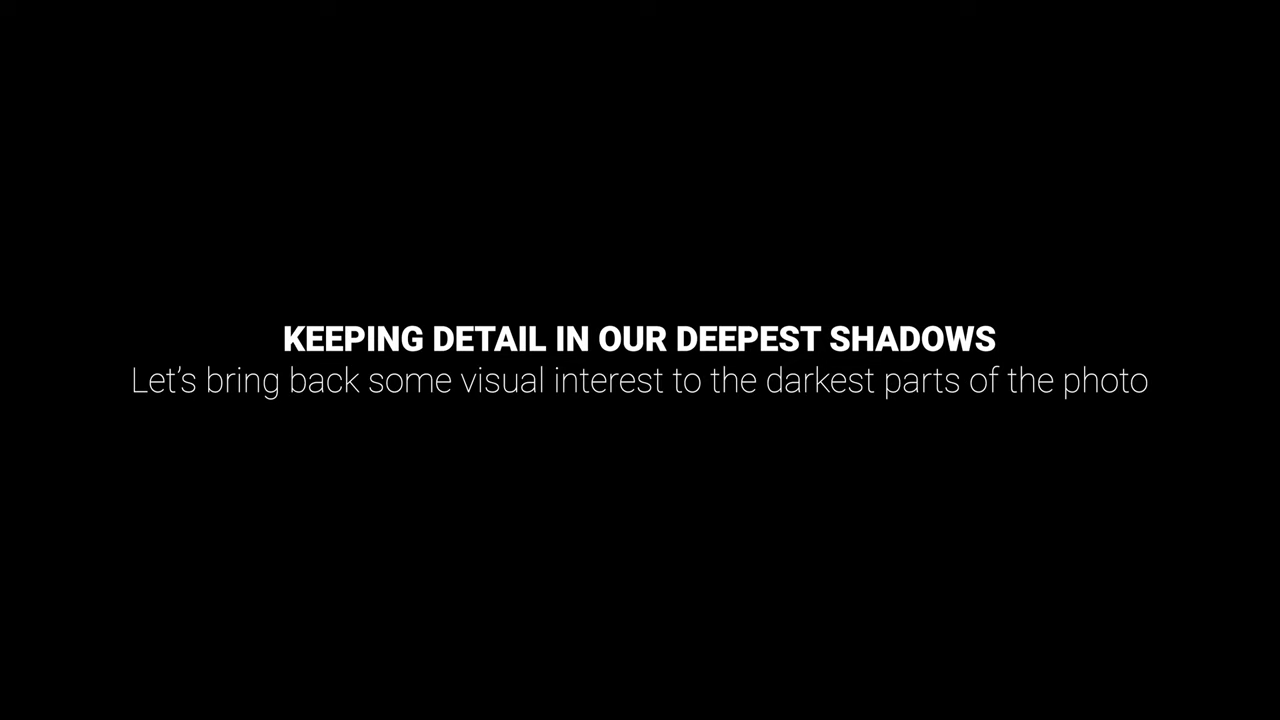 KEEPING DETAIL IN OUR DEEPEST SHADOWS
Let’s bring back some visual interest to the darkest parts of the photo